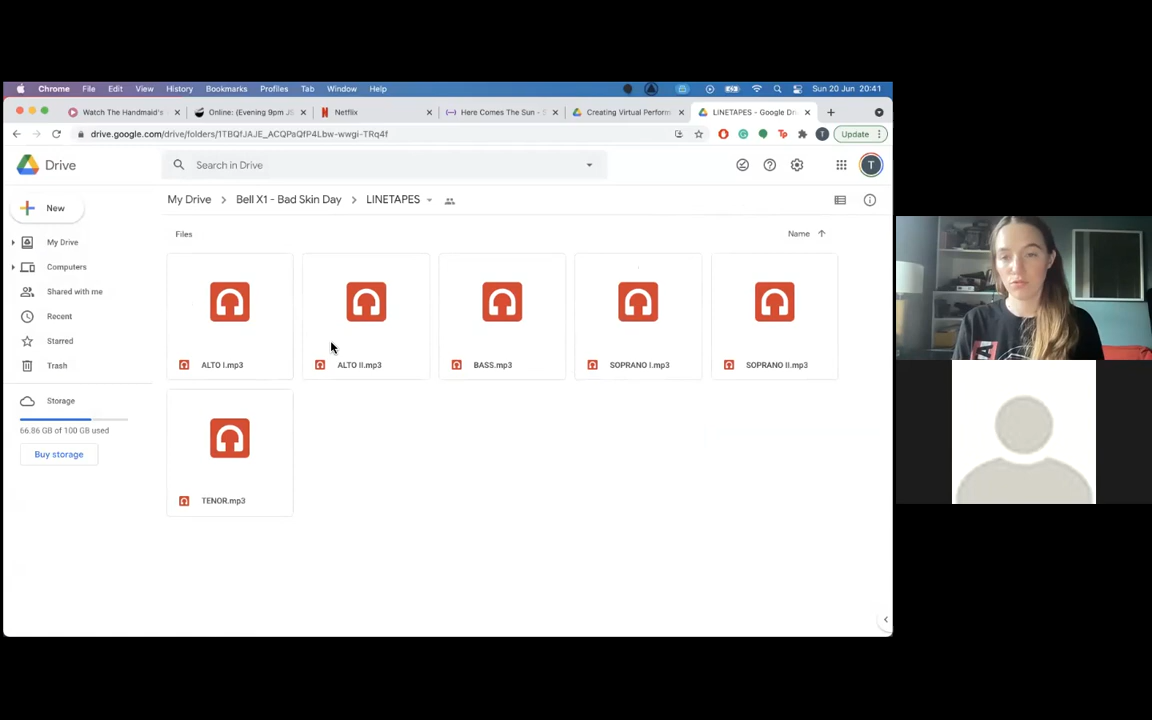 Chrome File Edit View History Bookmarks Profiles Tab Window Help Sun 20 Jun 20:41
Watch The Handmaid's Online: (Evening 9pm JS Netflix Here Comes The Sun - S Creating Virtual Perform LINETAPES - Google Dri
drive.google.com/drive/folders/1TBQfJAJE_ACQPaQfP4Lbw-wwgi-TRq4f Tp T Update
Drive Search in Drive T
New My Drive Bell X1 - Bad Skin Day LINETAPES
Files Name
My Drive
Computers
Shared with me
Recent
Starred
Trash
Storage
66.86 GB of 100 GB used
Buy storage
ALTO I.mp3 ALTO II.mp3 BASS.mp3 SOPRANO I.mp3 SOPRANO II.mp3
TENOR.mp3